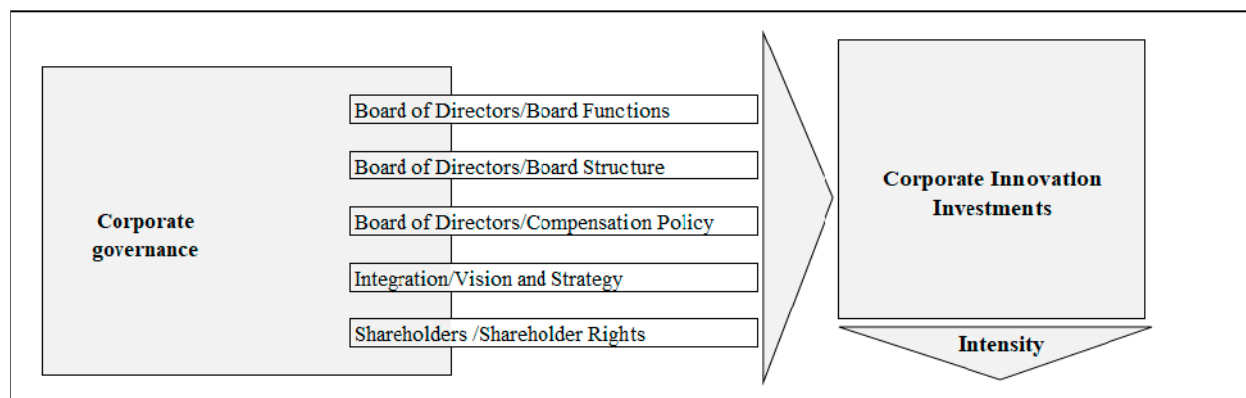 Corporate
governance
Board of Directors/Board Functions
Board of Directors/Board Structure
Board of Directors/Compensation Policy
Integration/Vision and Strategy
Shareholders /Shareholder Rights
Corporate Innovation
Investments
Intensity